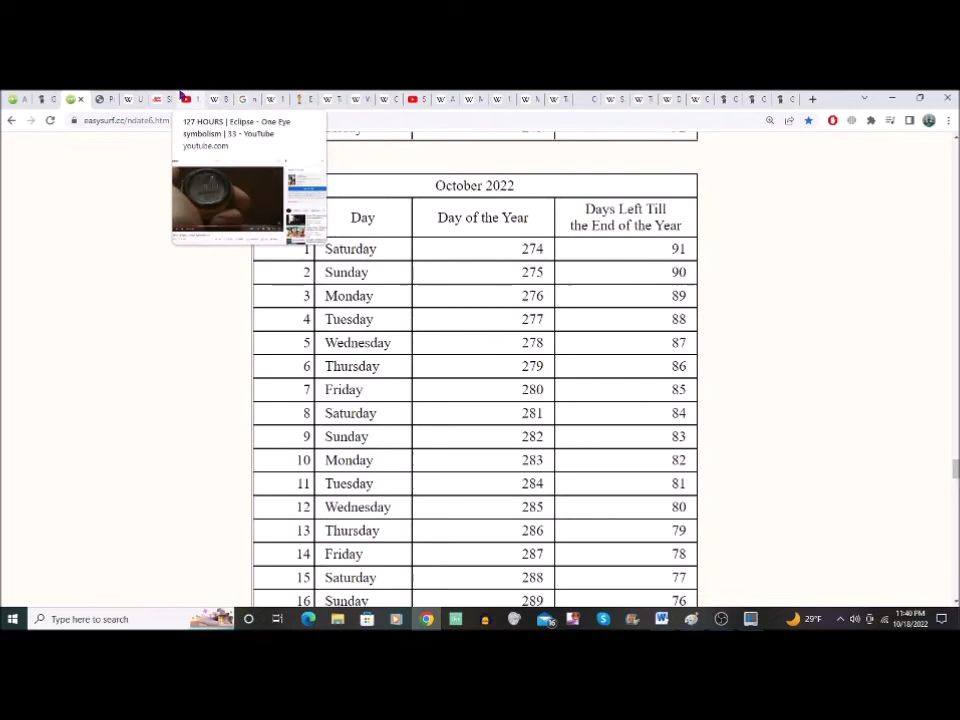 easysurf.cc/ndate6.htm
127 HOURS | Eclipse - One Eye
symbolism | 33 - YouTube
youtube.com
October 2022
Day
Day of the Year
Days Left Till
the End of the Year
1 Saturday 274 91
2 Sunday 275 90
3 Monday 276 89
4 Tuesday 277 88
5 Wednesday 278 87
6 Thursday 279 86
7 Friday 280 85
8 Saturday 281 84
9 Sunday 282 83
10 Monday 283 82
11 Tuesday 284 81
12 Wednesday 285 80
13 Thursday 286 79
14 Friday 287 78
15 Saturday 288 77
16 Sunday 289 76
Type here to search
29°F
11:40 PM
10/18/2022